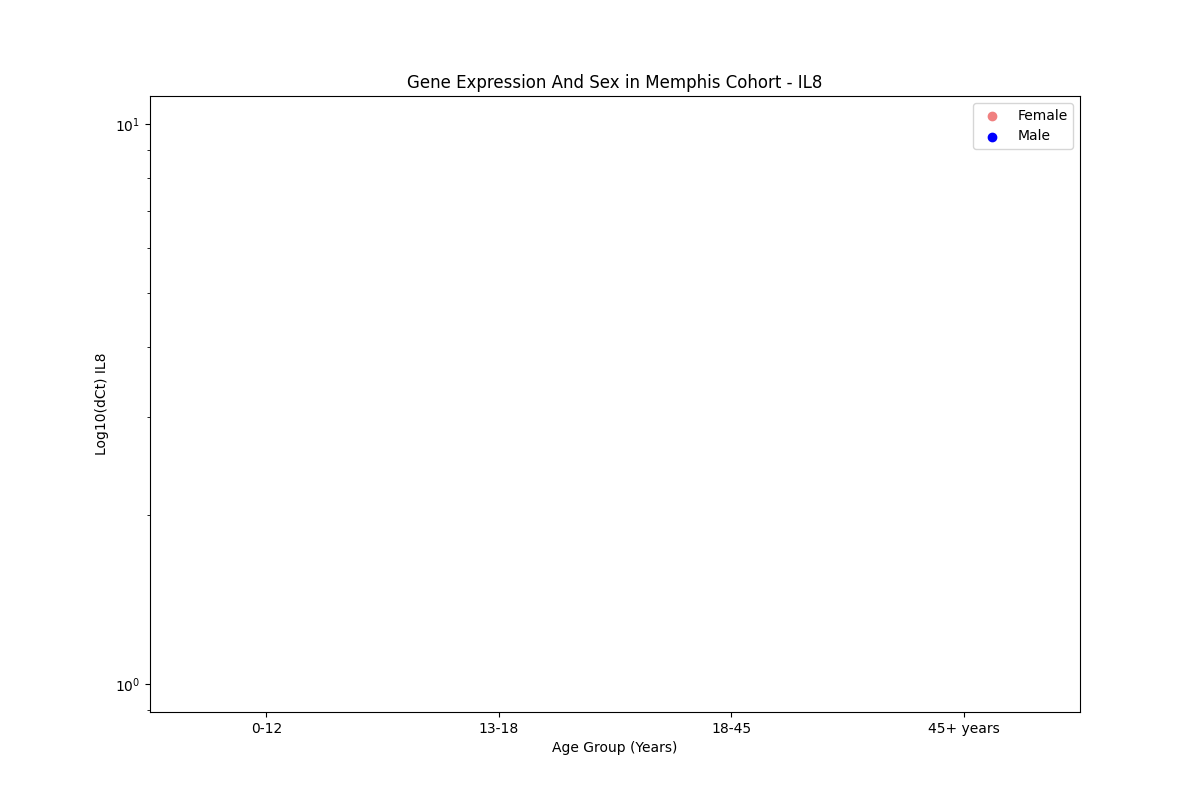 Gene Expression And Sex in Memphis Cohort - IL8
Female
Male
10¹
10⁰
Log10(dCt) IL8
0-12
13-18
18-45
45+ years
Age Group (Years)